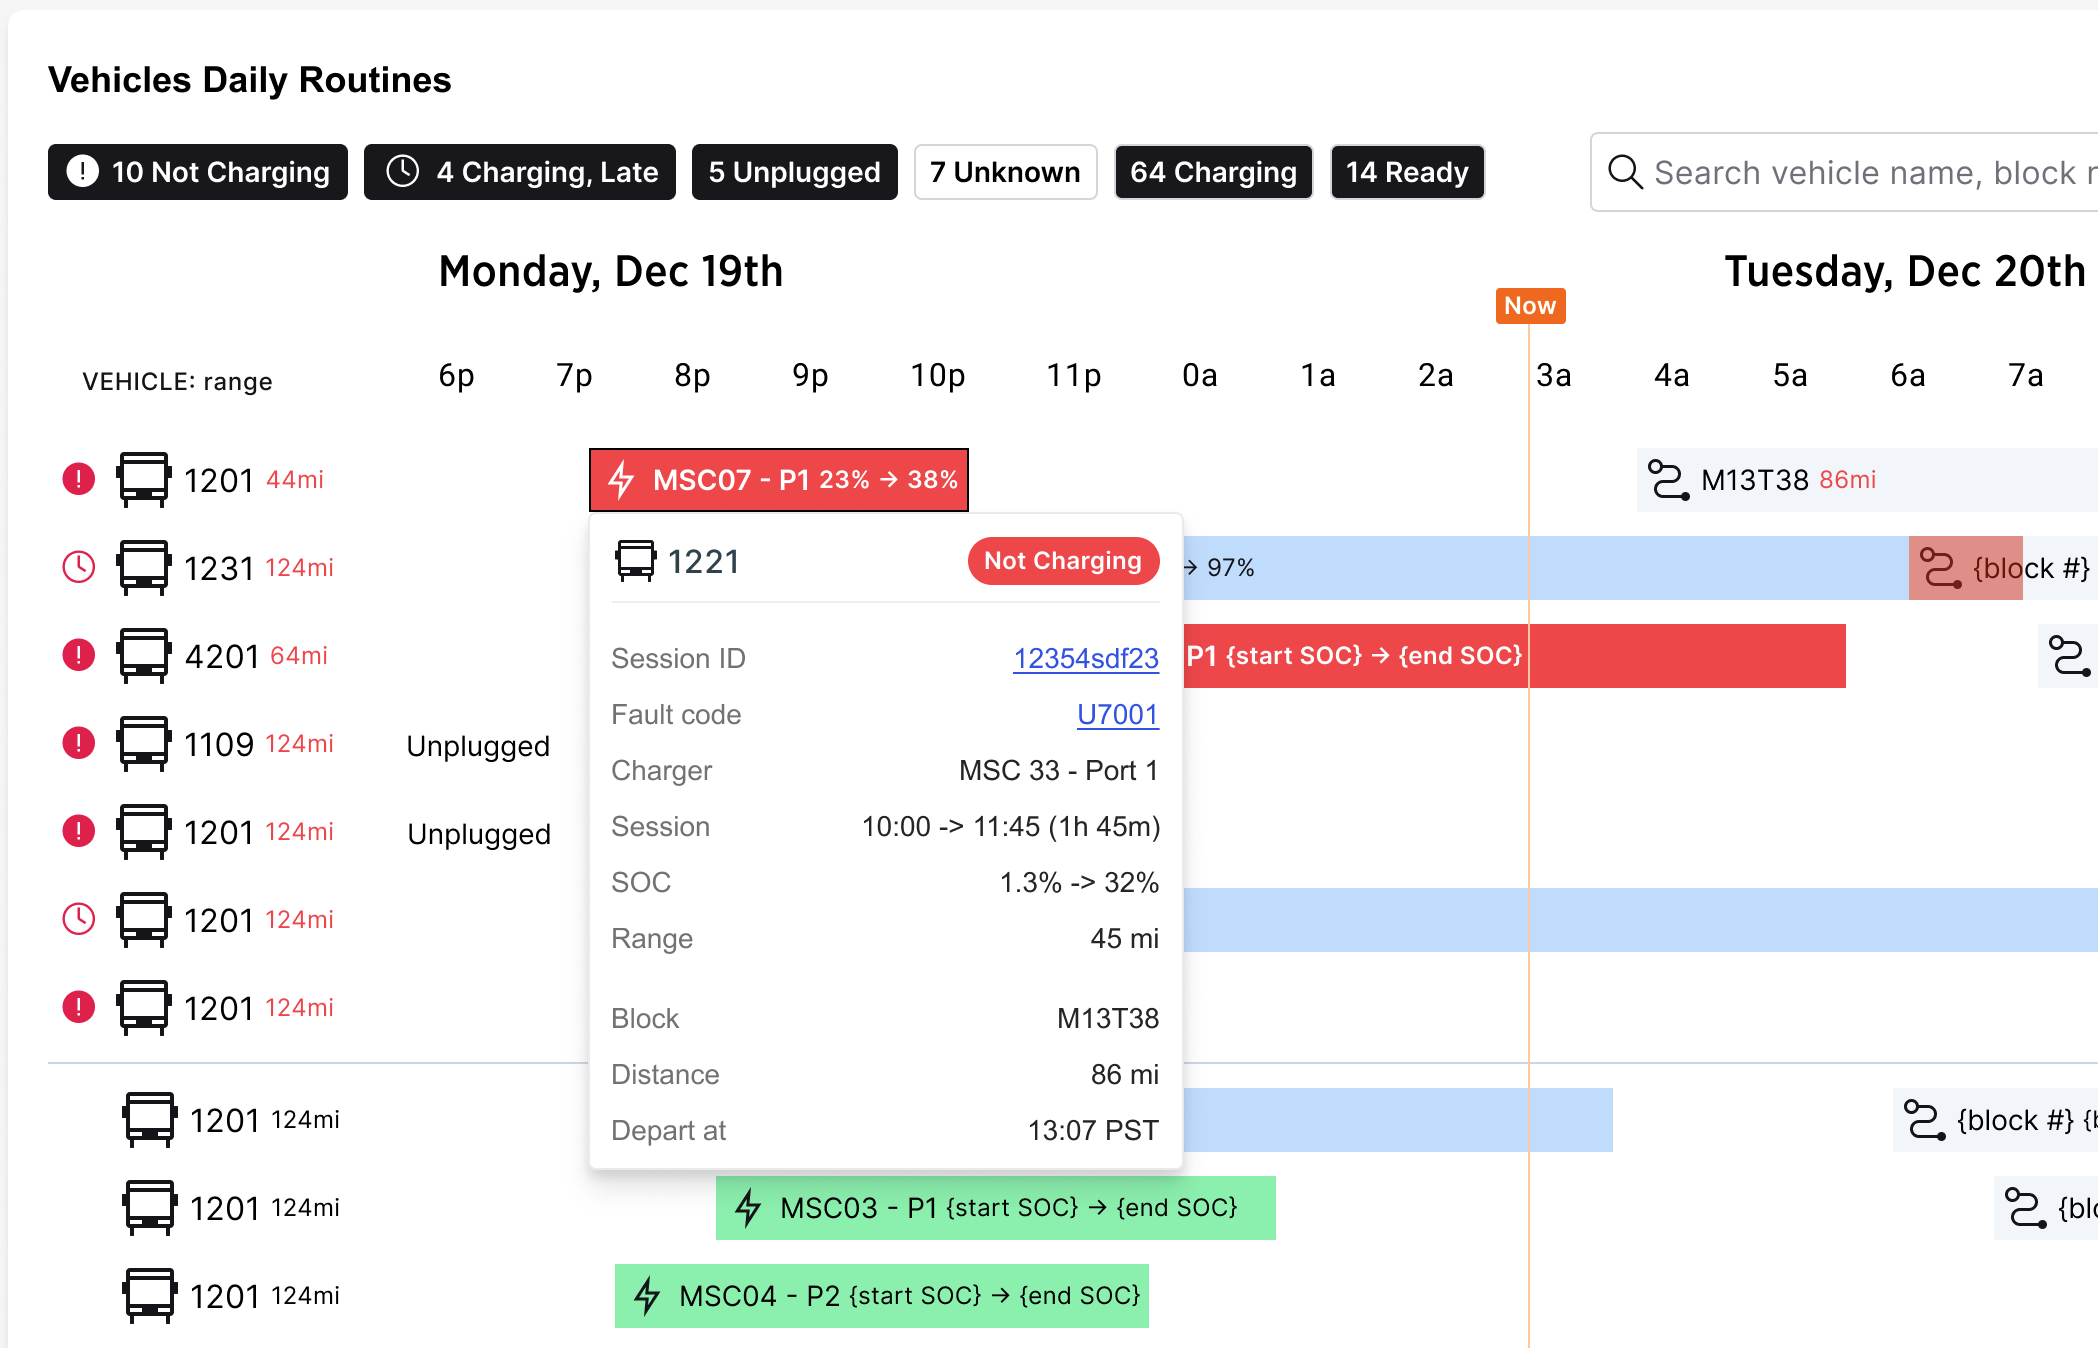 Vehicles Daily Routines
10 Not Charging
4 Charging, Late
5 Unplugged
7 Unknown
64 Charging
14 Ready
Search vehicle name, block
Monday, Dec 19th
Tuesday, Dec 20th
Now
VEHICLE: range
6p 7p 8p 9p 10p 11p 0a 1a 2a 3a 4a 5a 6a 7a
1201 44mi
MSC07 - P1 23% → 38%
M13T38 86mi
1231 124mi
→ 97%
{block #}
4201 64mi
P1 {start SOC} → {end SOC}
1109 124mi
Unplugged
1201 124mi
Unplugged
1201 124mi
1201 124mi
1221
Not Charging
Session ID 12354sdf23
Fault code U7001
Charger MSC 33 - Port 1
Session 10:00 -> 11:45 (1h 45m)
SOC 1.3% -> 32%
Range 45 mi
Block M13T38
Distance 86 mi
Depart at 13:07 PST
1201 124mi
{block #}
1201 124mi
MSC03 - P1 {start SOC} → {end SOC}
1201 124mi
MSC04 - P2 {start SOC} → {end SOC}